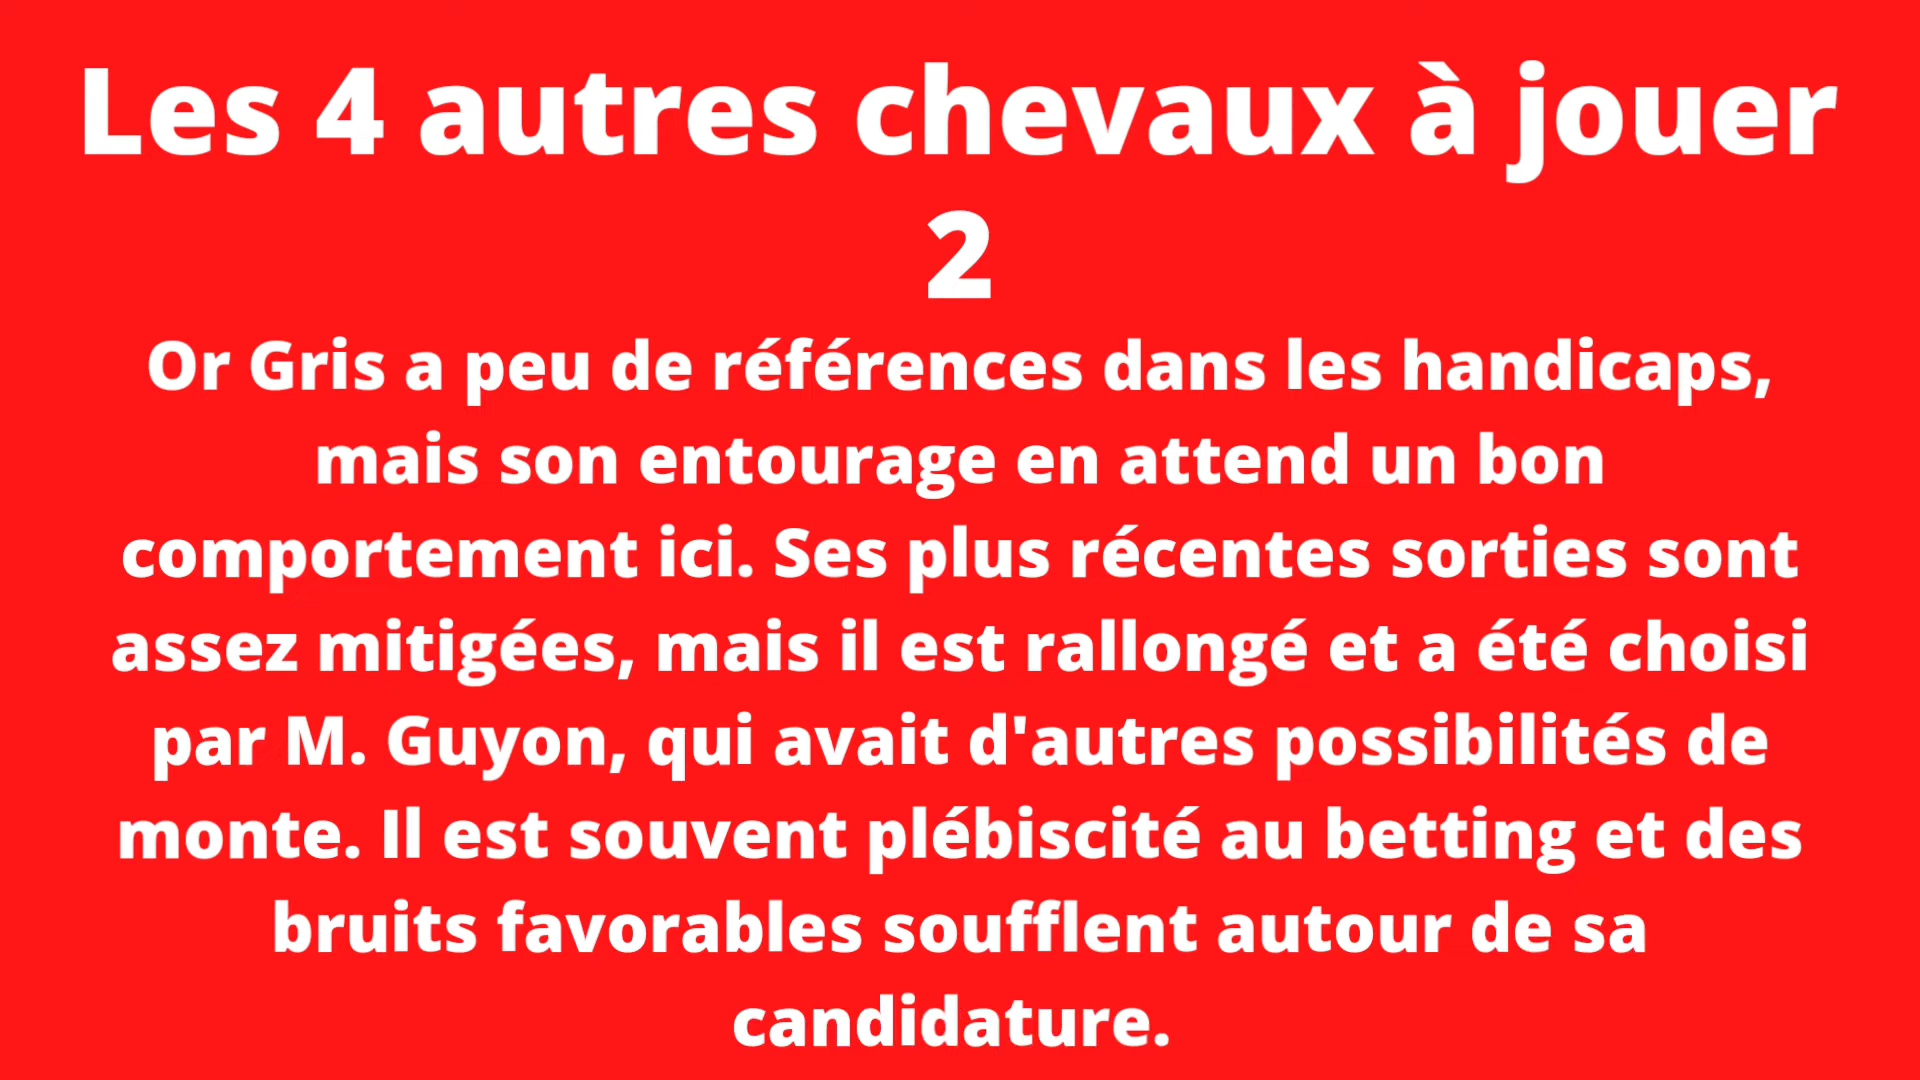 Les 4 autres chevaux à jouer
2
Or Gris a peu de références dans les handicaps,
mais son entourage en attend un bon
comportement ici. Ses plus récentes sorties sont
assez mitigées, mais il est rallongé et a été choisi
par M. Guyon, qui avait d'autres possibilités de
monte. Il est souvent plébiscité au betting et des
bruits favorables soufflent autour de sa
candidature.